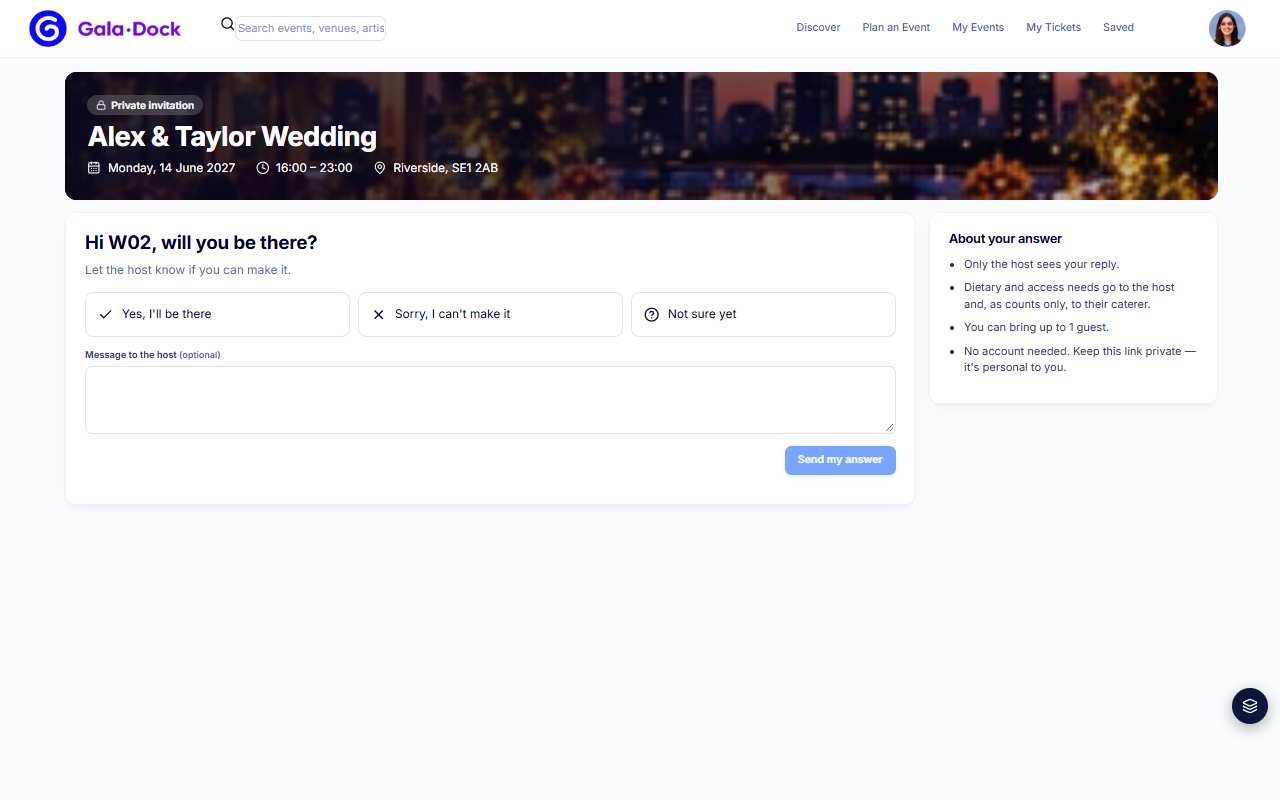 Gala·Dock
Search events, venues, artis
Discover
Plan an Event
My Events
My Tickets
Saved
Private invitation
Alex & Taylor Wedding
Monday, 14 June 2027
16:00 – 23:00
Riverside, SE1 2AB
Hi W02, will you be there?
Let the host know if you can make it.
Yes, I'll be there
Sorry, I can't make it
Not sure yet
Message to the host (optional)
Send my answer
About your answer
Only the host sees your reply.
Dietary and access needs go to the host
and, as counts only, to their caterer.
You can bring up to 1 guest.
No account needed. Keep this link private —
it's personal to you.